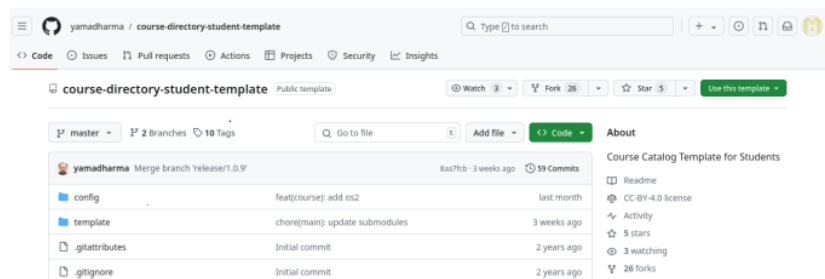 yamadharma / course-directory-student-template
Type / to search
Code Issues Pull requests Actions Projects Security Insights
course-directory-student-template Public template
Watch 3 Fork 26 Star 5 Use this template
master 2 Branches 10 Tags Go to file t Add file Code
About
yamadharma Merge branch 'release/1.0.9' 8aa7fcb · 3 weeks ago 59 Commits
Course Catalog Template for Students
config feat(course): add os2 last month
template chore(main): update submodules 3 weeks ago
.gitattributes Initial commit 2 years ago
.gitignore Initial commit 2 years ago
Readme
CC-BY-4.0 license
Activity
5 stars
3 watching
26 forks